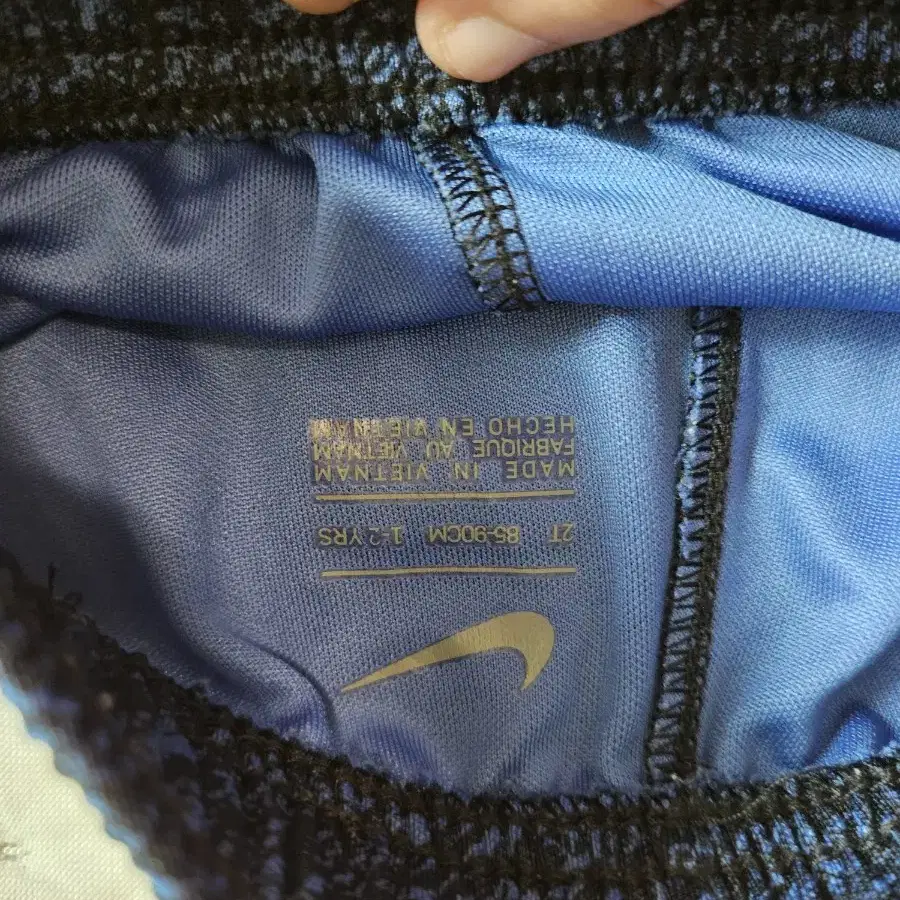 2T 85-90CM 1-2 YRS
MADE IN VIETNAM
FABRIQUE AU VIETNAM
HECHO EN VIETNAM